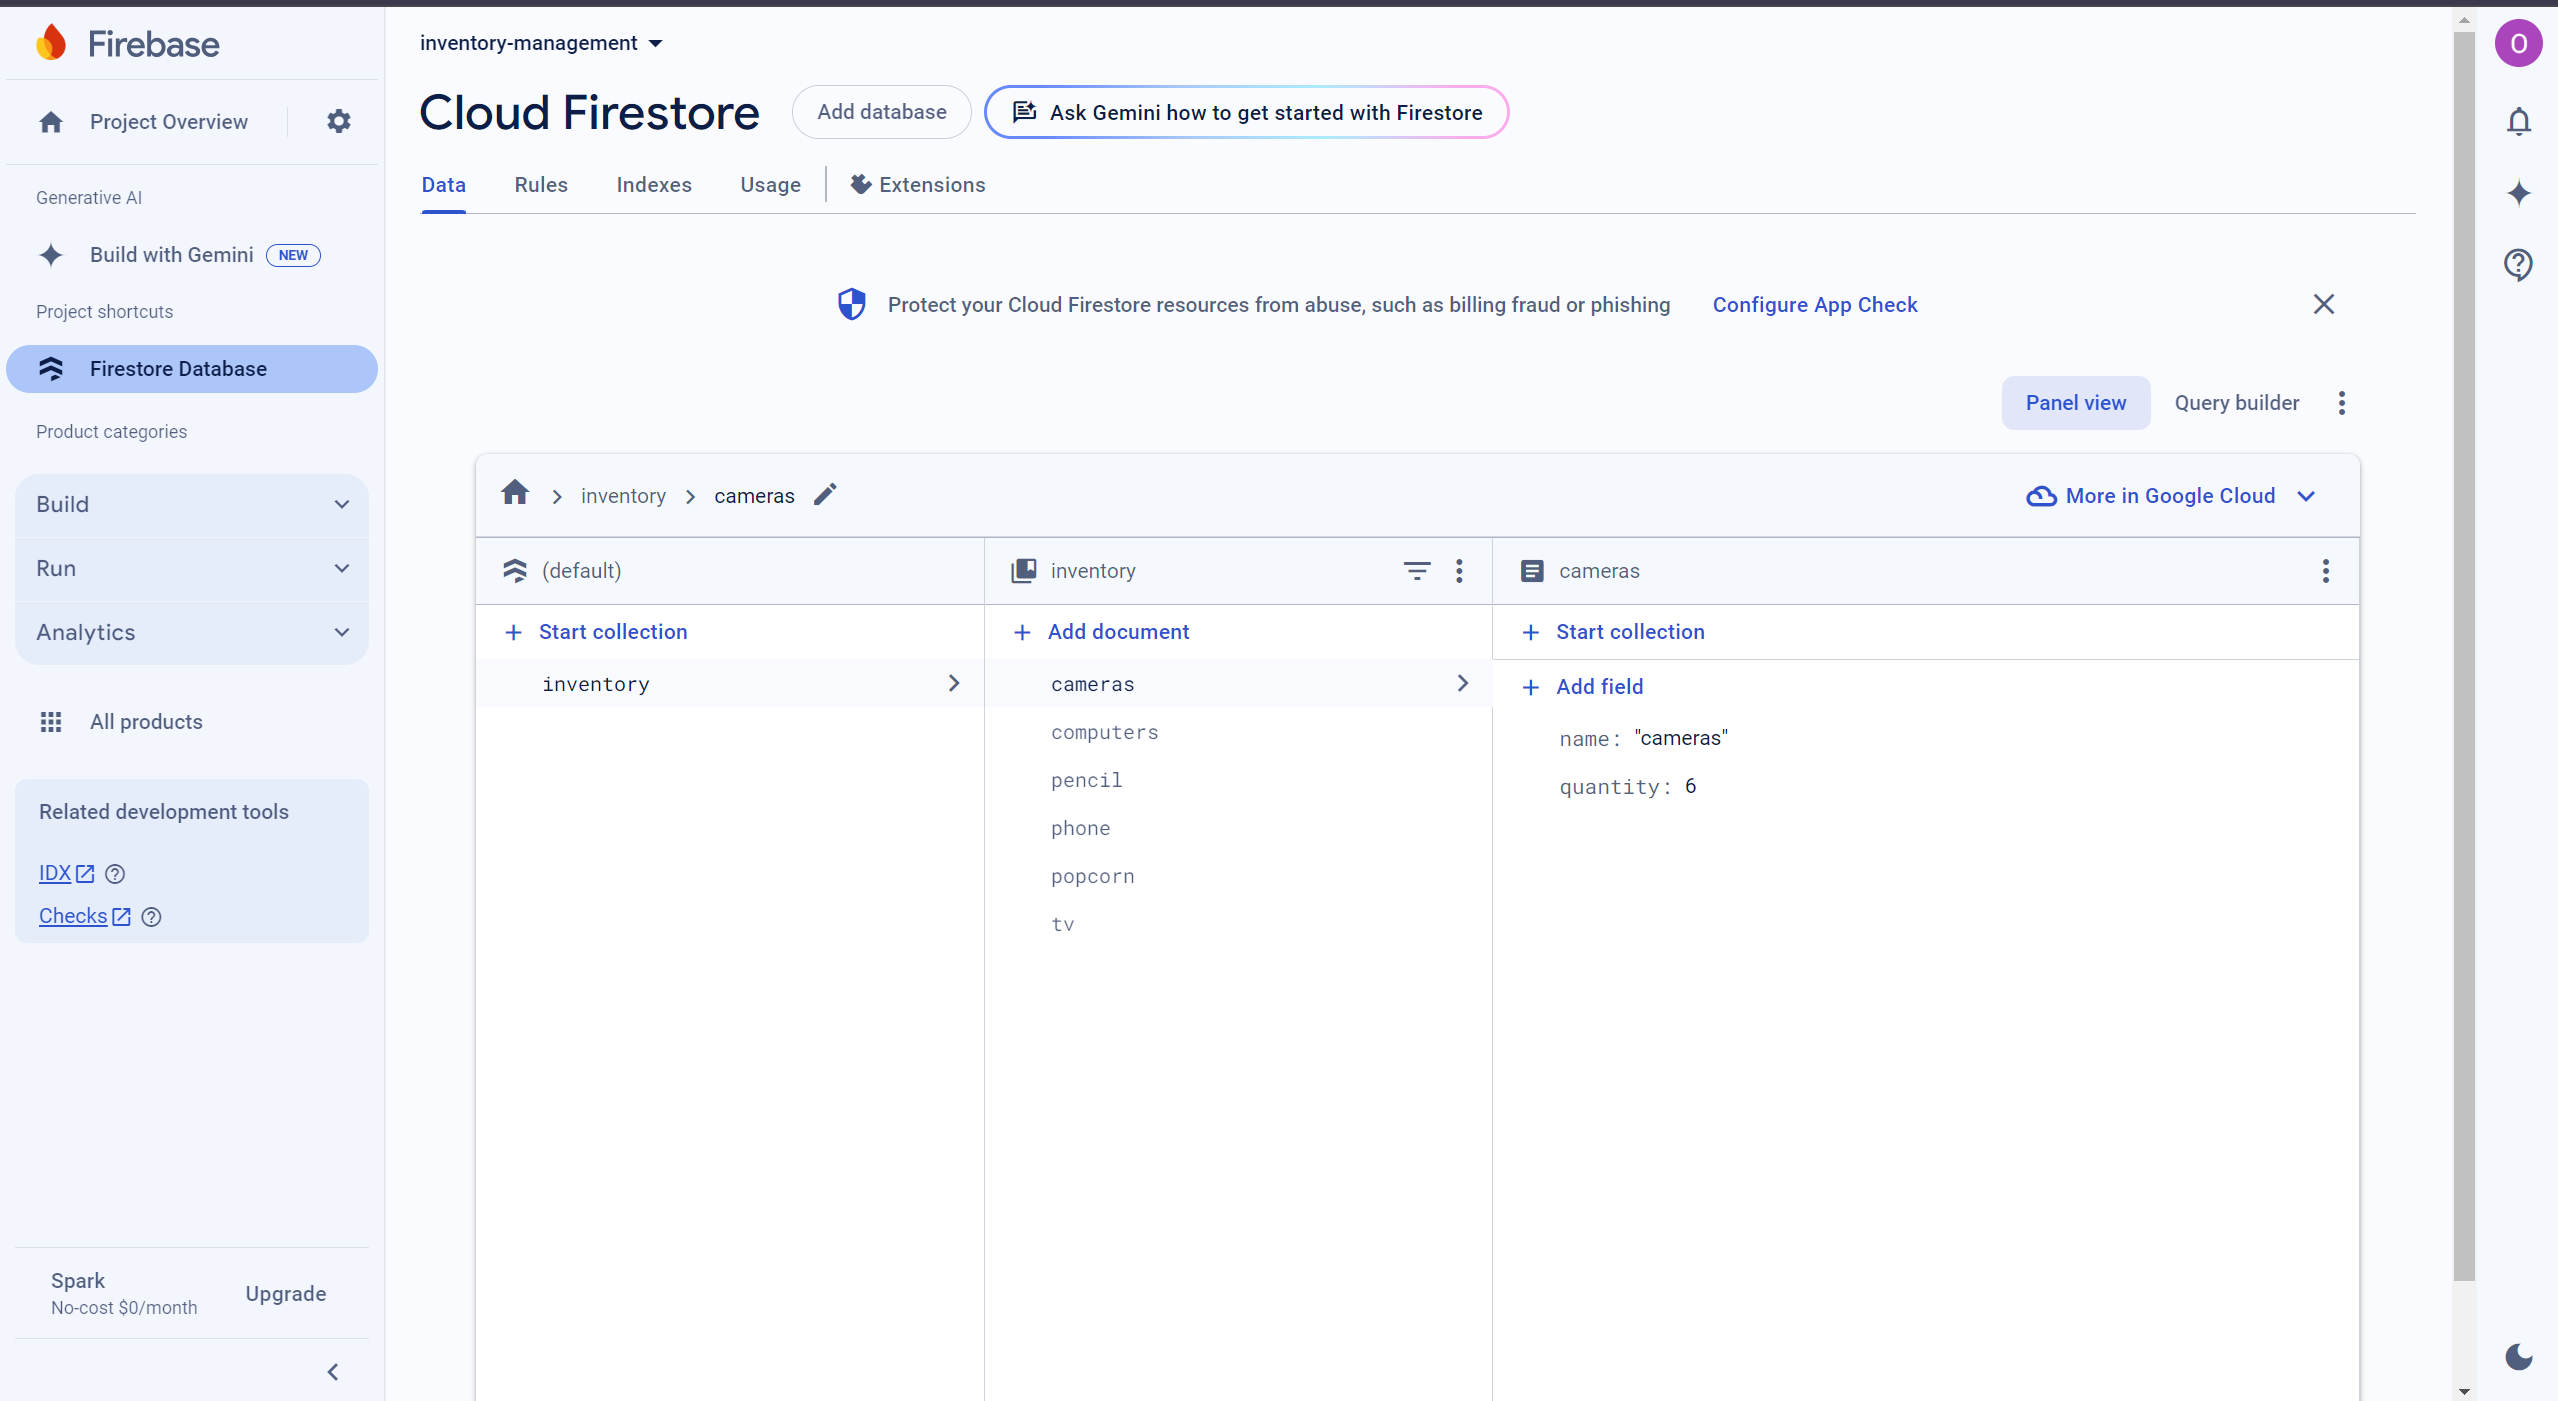 Firebase
Project Overview
Generative AI
Build with Gemini NEW
Project shortcuts
Firestore Database
Product categories
Build
Run
Analytics
All products
Related development tools
IDX
Checks
Spark
No-cost $0/month
Upgrade
inventory-management
Cloud Firestore
Add database
Ask Gemini how to get started with Firestore
Data Rules Indexes Usage Extensions
Protect your Cloud Firestore resources from abuse, such as billing fraud or phishing Configure App Check
Panel view Query builder
inventory cameras
More in Google Cloud
(default)
Start collection
inventory
inventory
Add document
cameras
computers
pencil
phone
popcorn
tv
cameras
Start collection
Add field
name: "cameras"
quantity: 6
O